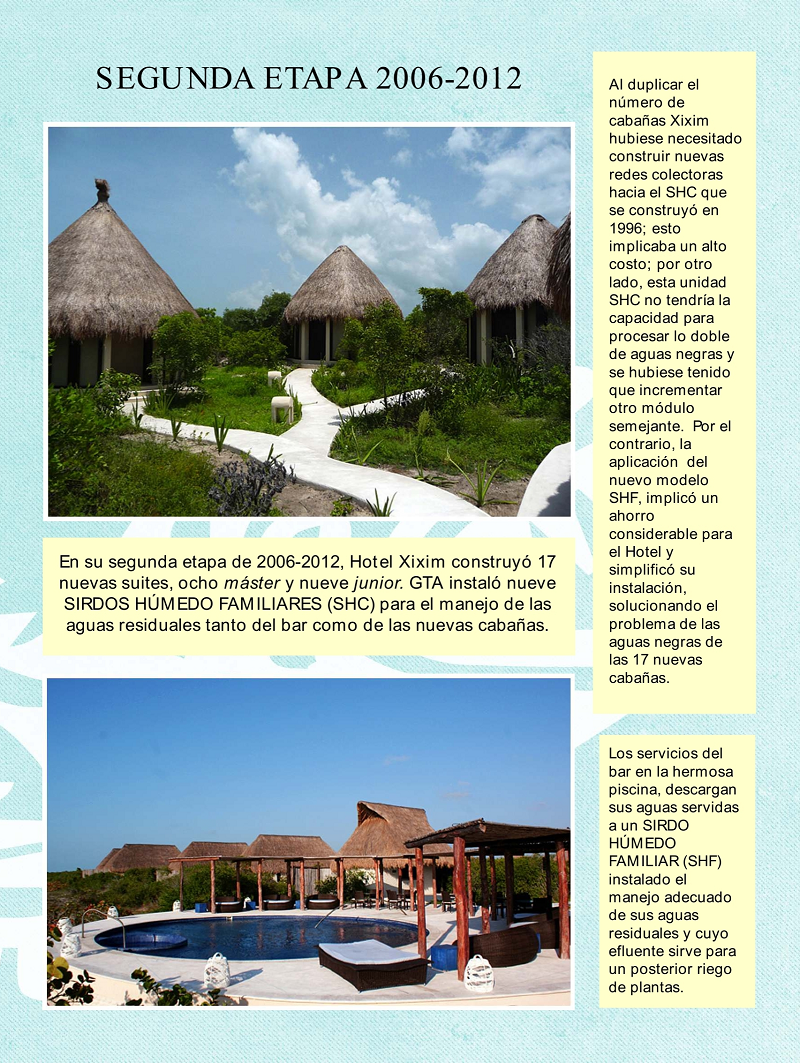 SEGUNDA ETAPA 2006-2012
En su segunda etapa de 2006-2012, Hotel Xixim construyó 17
nuevas suites, ocho máster y nueve junior. GTA instaló nueve
SIRDOS HÚMEDO FAMILIARES (SHC) para el manejo de las
aguas residuales tanto del bar como de las nuevas cabañas.
Al duplicar el
número de
cabañas Xixim
hubiese necesitado
construir nuevas
redes colectoras
hacia el SHC que
se construyó en
1996; esto
implicaba un alto
costo; por otro
lado, esta unidad
SHC no tendría la
capacidad para
procesar lo doble
de aguas negras y
se hubiese tenido
que incrementar
otro módulo
semejante.  Por el
contrario, la
aplicación  del
nuevo modelo
SHF, implicó un
ahorro
considerable para
el Hotel y
simplificó su
instalación,
solucionando el
problema de las
aguas negras de
las 17 nuevas
cabañas.
Los servicios del
bar en la hermosa
piscina, descargan
sus aguas servidas
a un SIRDO
HÚMEDO
FAMILIAR (SHF)
instalado el
manejo adecuado
de sus aguas
residuales y cuyo
efluente sirve para
un posterior riego
de plantas.